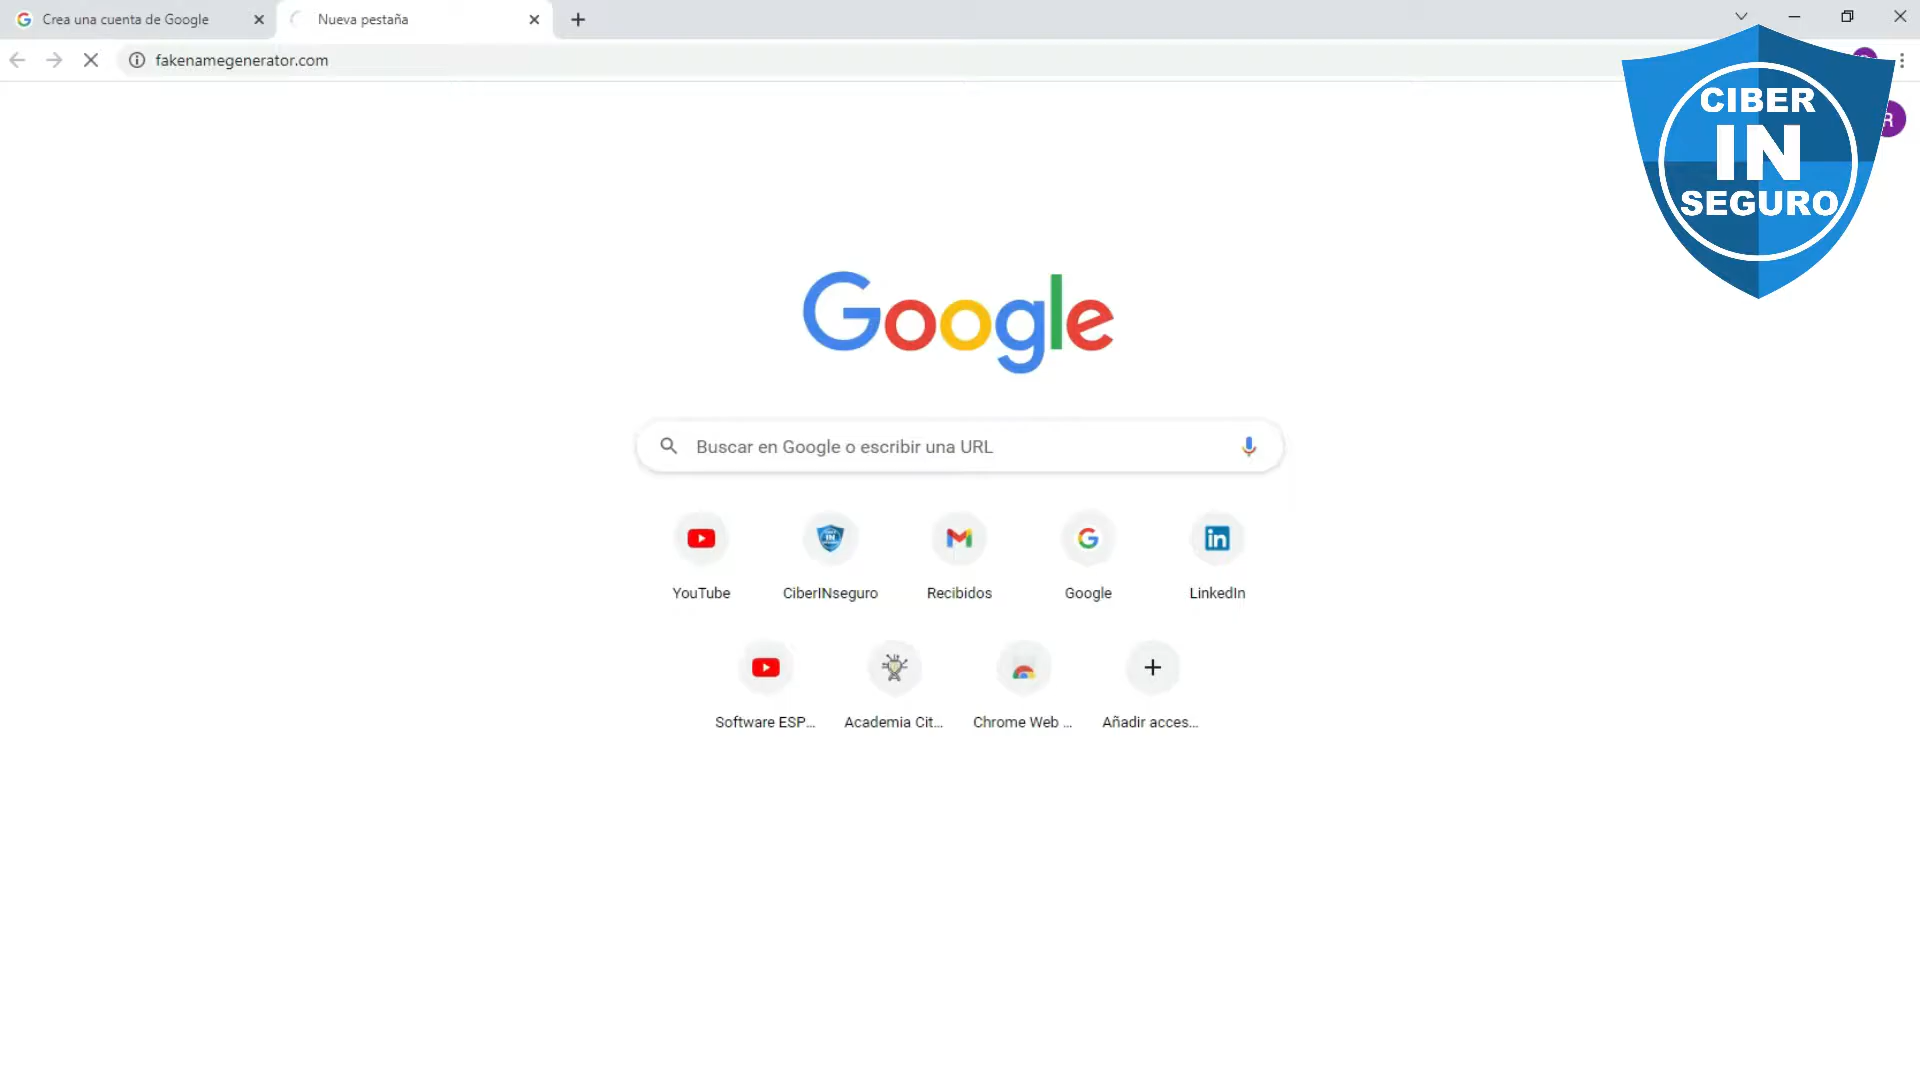 Crea una cuenta de Google
Nueva pestaña
fakenamegenerator.com
CIBER
IN
SEGURO
R
Google
Buscar en Google o escribir una URL
YouTube
CiberINseguro
Recibidos
Google
LinkedIn
Software ESP...
Academia Cit...
Chrome Web ...
Añadir acces...